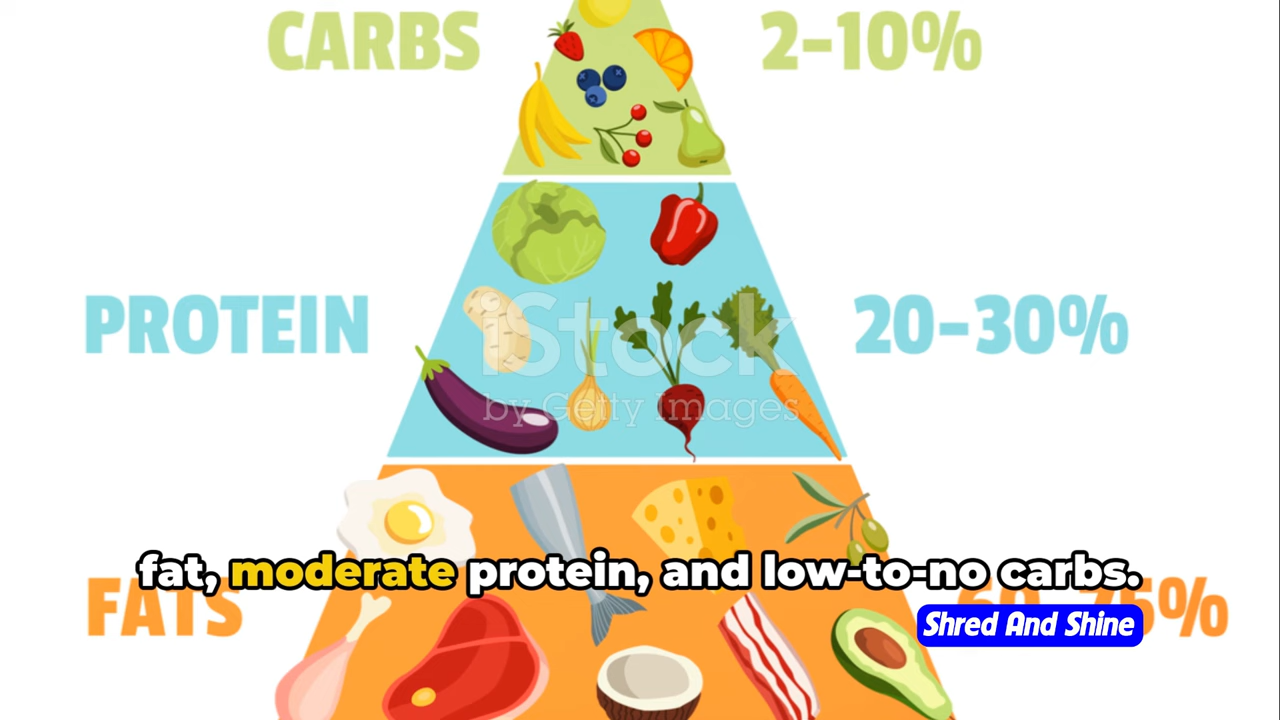 CARBS 2-10%
PROTEIN 20-30%
iStock
by Getty Images
fat, moderate protein, and low-to-no carbs.
FATS
Shred And Shine